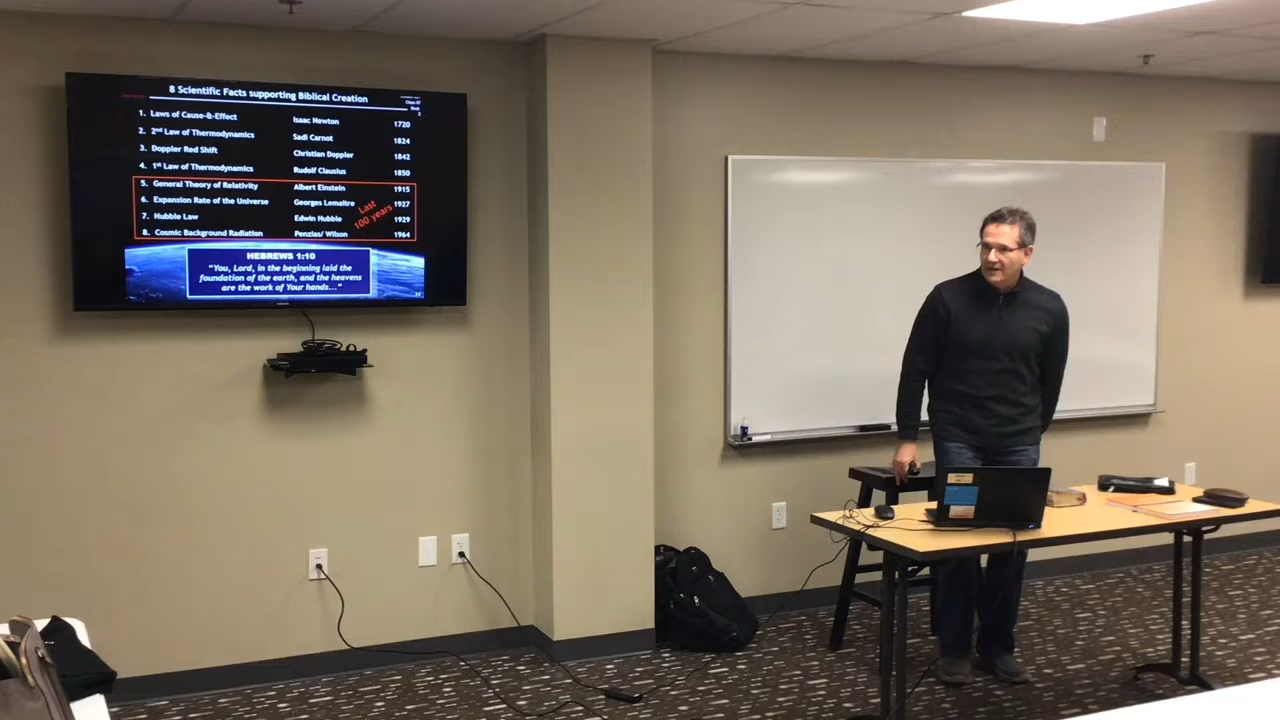 8 Scientific Facts supporting Biblical Creation
Class 07
Book
3
1. Laws of Cause-&-Effect Isaac Newton 1720
2. 2nd Law of Thermodynamics Sadi Carnot 1824
3. Doppler Red Shift Christian Doppler 1842
4. 1st Law of Thermodynamics Rudolf Clausius 1850
5. General Theory of Relativity Albert Einstein 1915
6. Expansion Rate of the Universe Georges Lemaitre 1927
7. Hubble Law Edwin Hubble 1929
8. Cosmic Background Radiation Penzias/ Wilson 1964
Last
100 years
HEBREWS 1:10
"You, Lord, in the beginning laid the
foundation of the earth, and the heavens
are the work of Your hands..."